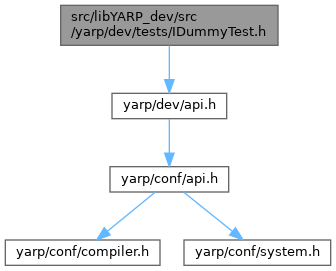 src/libYARP_dev/src
/yarp/dev/tests/IDummyTest.h
yarp/dev/api.h
yarp/conf/api.h
yarp/conf/compiler.h
yarp/conf/system.h